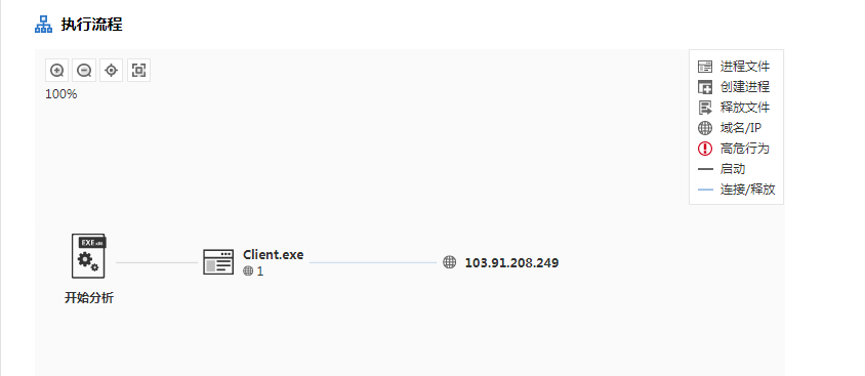 执行流程
100%
进程文件
创建进程
释放文件
域名/IP
高危行为
启动
连接/释放
EXE
Client.exe
1
103.91.208.249
开始分析